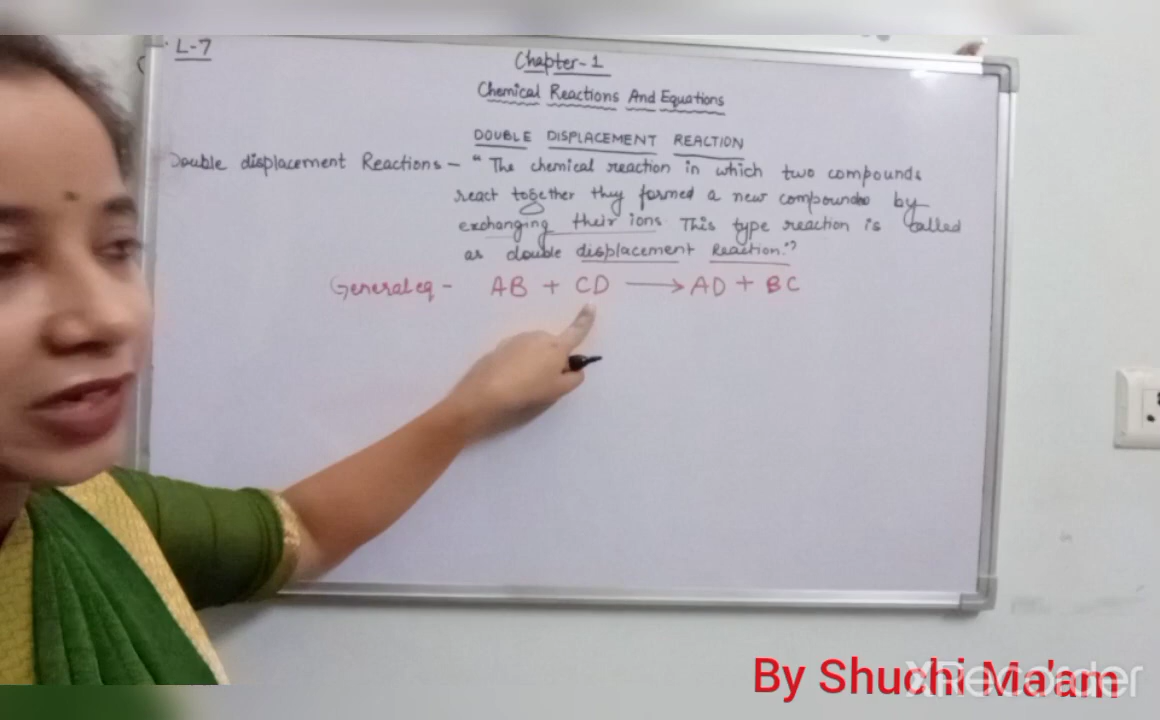 L-7
Chapter-1
Chemical Reactions And Equations
DOUBLE DISPLACEMENT REACTION
Double displacement Reactions - "The chemical reaction in which two compounds
react together they formed a new compounds by
exchanging their ions. This type reaction is called
as double displacement Reaction."
General eq - AB + CD ⟶ AD + BC
By Shuchi Ma'am
XRecorder